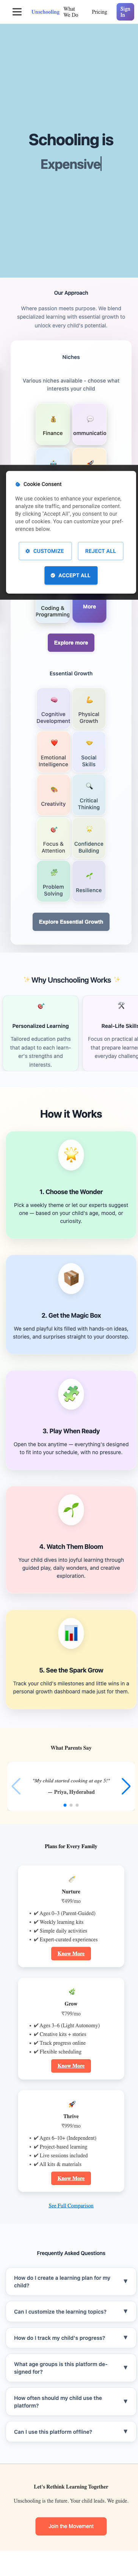 Unschooling
What
We Do
Pricing
Sign
In
Schooling is
Expensive
Our Approach
Where passion meets purpose. We blend
specialized learning with essential growth to
unlock every child's potential.
Niches
Various niches available - choose what
interests your child
Finance
ommunicatio
Cookie Consent
We use cookies to enhance your experience,
analyze traffic, and personalize content.
By clicking "Accept All", you consent to our
use of cookies. You can customize your pref-
erences below.
CUSTOMIZE
REJECT ALL
ACCEPT ALL
Coding &
Programming
More
Explore more
Essential Growth
Cognitive
Development
Physical
Growth
Emotional
Intelligence
Social
Skills
Creativity
Critical
Thinking
Focus &
Attention
Confidence
Building
Problem
Solving
Resilience
Explore Essential Growth
✨ Why Unschooling Works ✨
Personalized Learning
Tailored education paths
that adapt to each learn-
er's strengths and
interests.
Real-Life Skills
Focus on practical a
that prepare learner
everyday challeng
How it Works
1. Choose the Wonder
Pick a weekly theme or let our experts suggest
one — based on your child's age, mood, or
curiosity.
2. Get the Magic Box
We send playful kits filled with hands-on ideas,
stories, and surprises straight to your doorstep.
3. Play When Ready
Open the box anytime — everything's designed
to fit into your schedule, with no pressure.
4. Watch Them Bloom
Your child dives into joyful learning through
guided play, daily wonders, and creative
exploration.
5. See the Spark Grow
Track your child's milestones and little wins in a
personal growth dashboard made just for them.
What Parents Say
"My child started cooking at age 5!"
— Priya, Hyderabad
Plans for Every Family
Nurture
₹499/mo
✔ Ages 0–3 (Parent-Guided)
✔ Weekly learning kits
✔ Simple daily activities
✔ Expert-curated experiences
Know More
Grow
₹799/mo
✔ Ages 3–6 (Light Autonomy)
✔ Creative kits + stories
✔ Track progress online
✔ Flexible scheduling
Know More
Thrive
₹999/mo
✔ Ages 6–10+ (Independent)
✔ Project-based learning
✔ Live sessions included
✔ All kits & materials
Know More
See Full Comparison
Frequently Asked Questions
How do I create a learning plan for my
child?
Can I customize the learning topics?
How do I track my child's progress?
What age groups is this platform de-
signed for?
How often should my child use the
platform?
Can I use this platform offline?
Let's Rethink Learning Together
Unschooling is the future. Your child leads. We guide.
Join the Movement